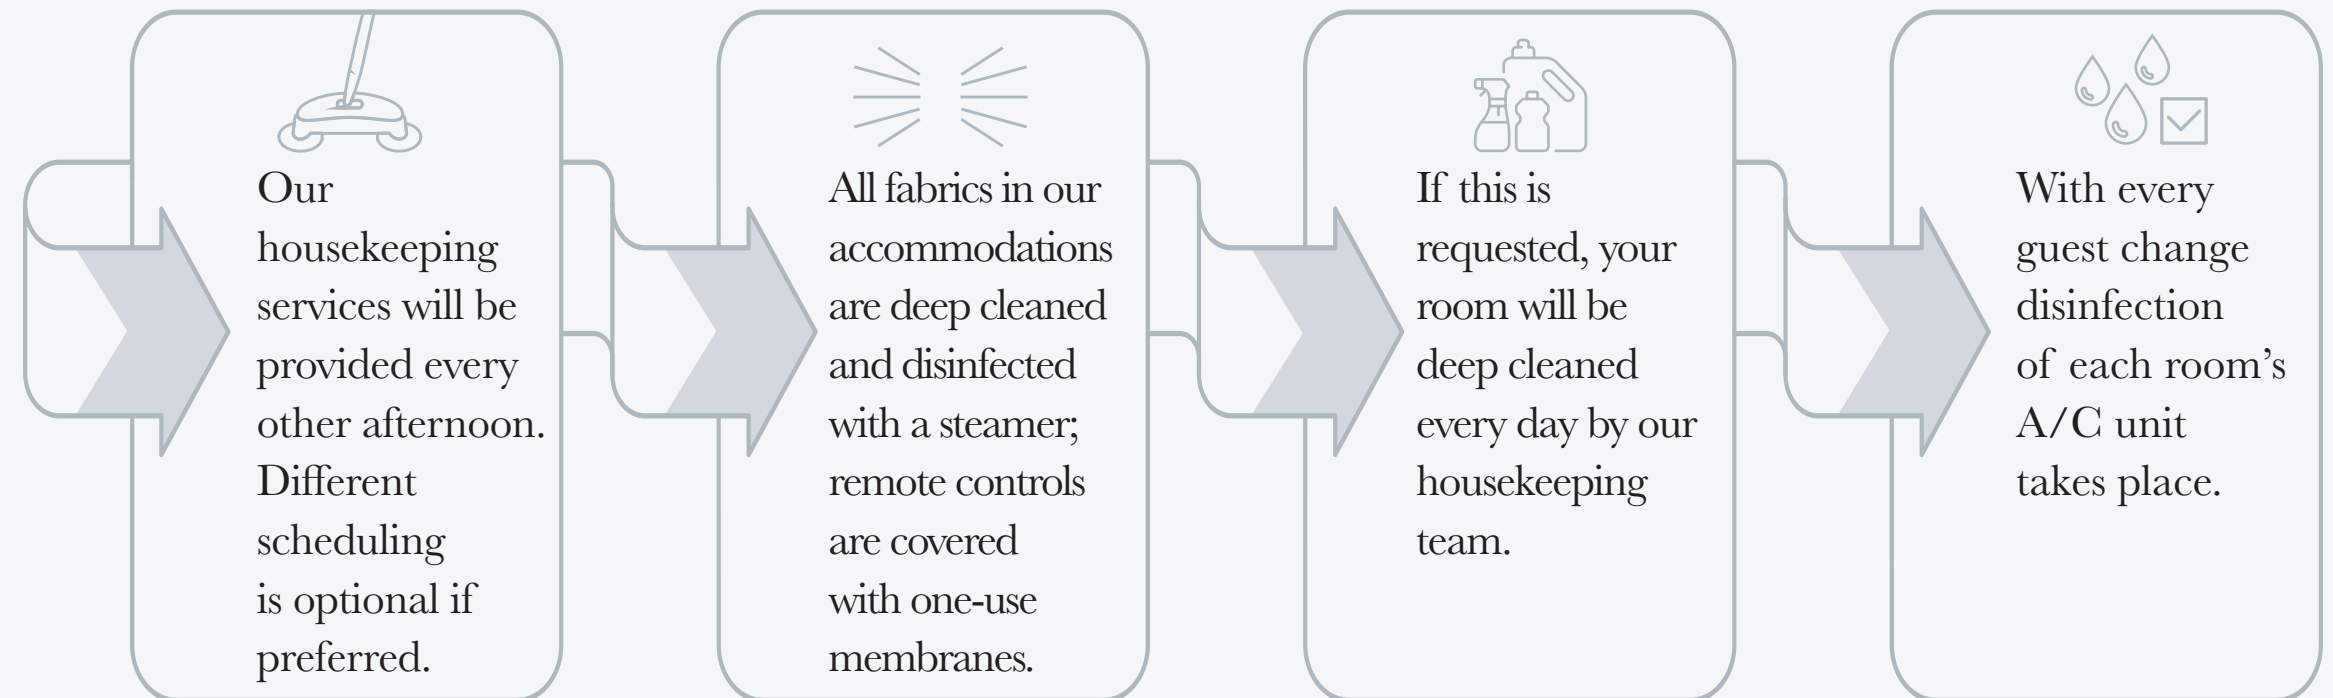 Our
housekeeping
services will be
provided every
other afternoon.
Different
scheduling
is optional if
preferred.
All fabrics in our
accommodations
are deep cleaned
and disinfected
with a steamer;
remote controls
are covered
with one-use
membranes.
If this is
requested, your
room will be
deep cleaned
every day by our
housekeeping
team.
With every
guest change
disinfection
of each room’s
A/C unit
takes place.